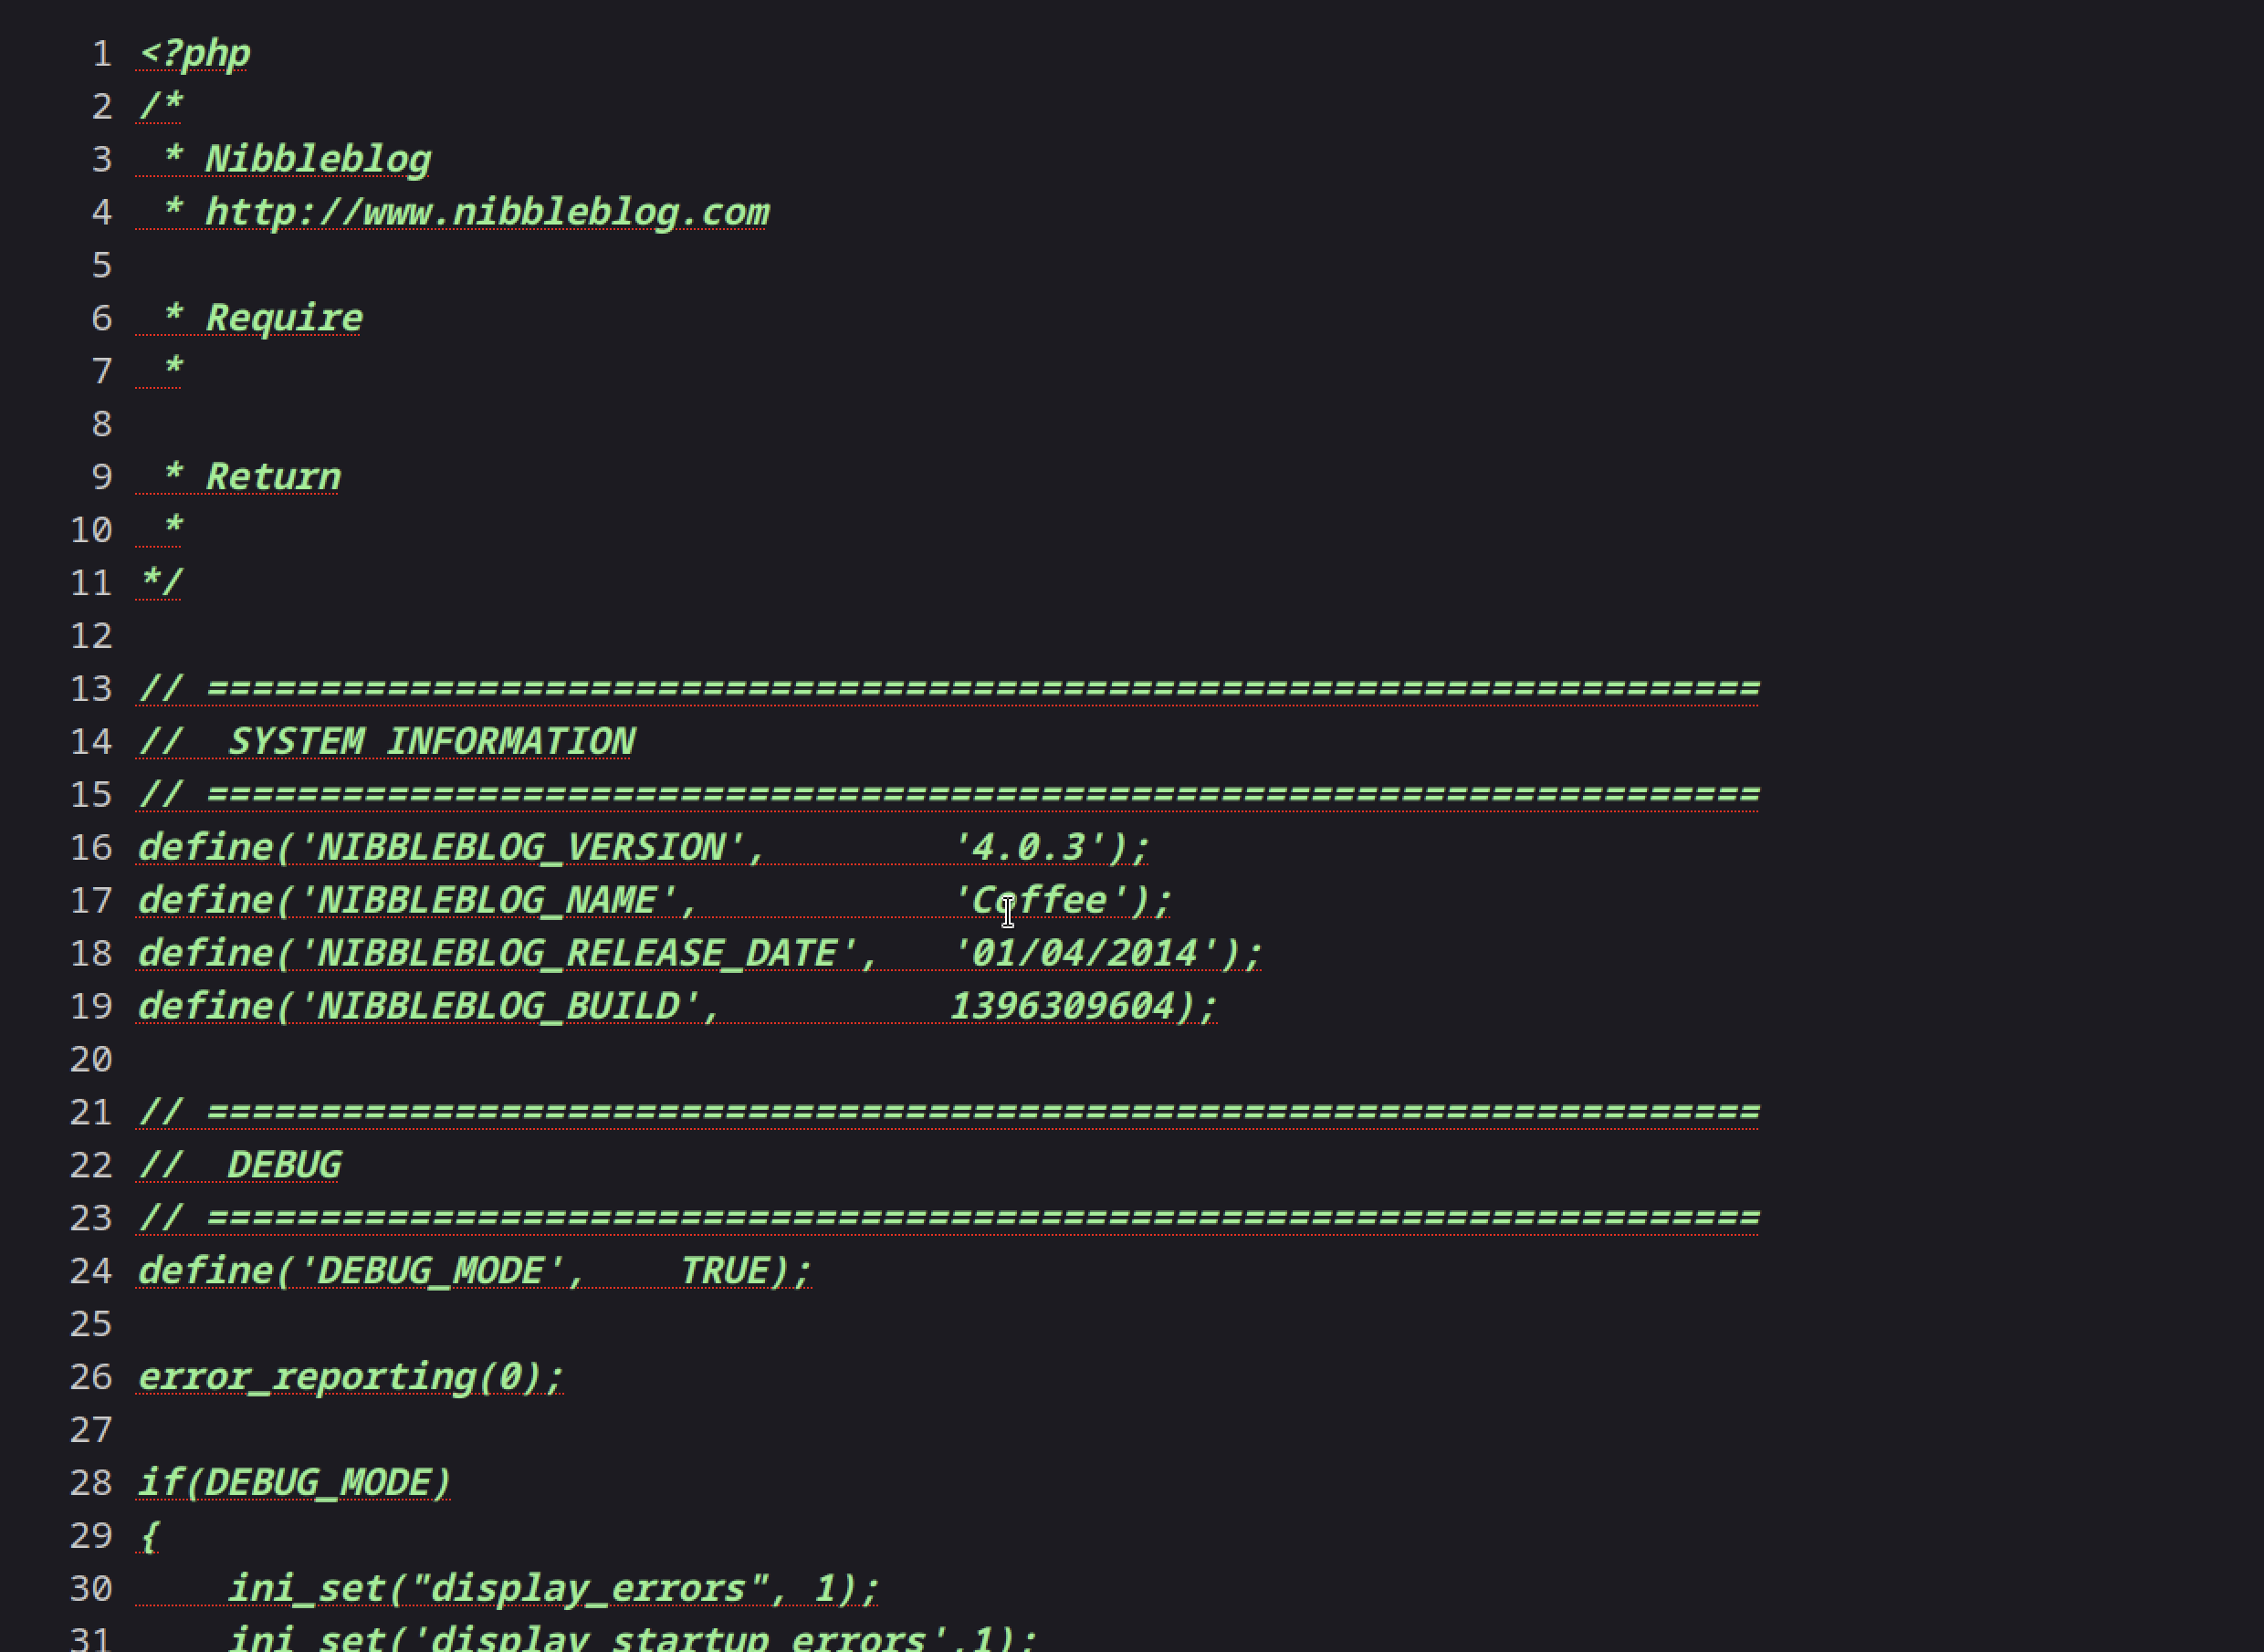 1 <?php
2 /*
3  * Nibbleblog
4  * http://www.nibbleblog.com
5
6  * Require
7  *
8
9  * Return
10  *
11 */
12
13 // =====================================================================
14 //  SYSTEM INFORMATION
15 // =====================================================================
16 define('NIBBLEBLOG_VERSION',        '4.0.3');
17 define('NIBBLEBLOG_NAME',           'Coffee');
18 define('NIBBLEBLOG_RELEASE_DATE',   '01/04/2014');
19 define('NIBBLEBLOG_BUILD',          1396309604);
20
21 // =====================================================================
22 //  DEBUG
23 // =====================================================================
24 define('DEBUG_MODE',    TRUE);
25
26 error_reporting(0);
27
28 if(DEBUG_MODE)
29 {
30     ini_set("display_errors", 1);
31     ini_set('display_startup_errors',1);